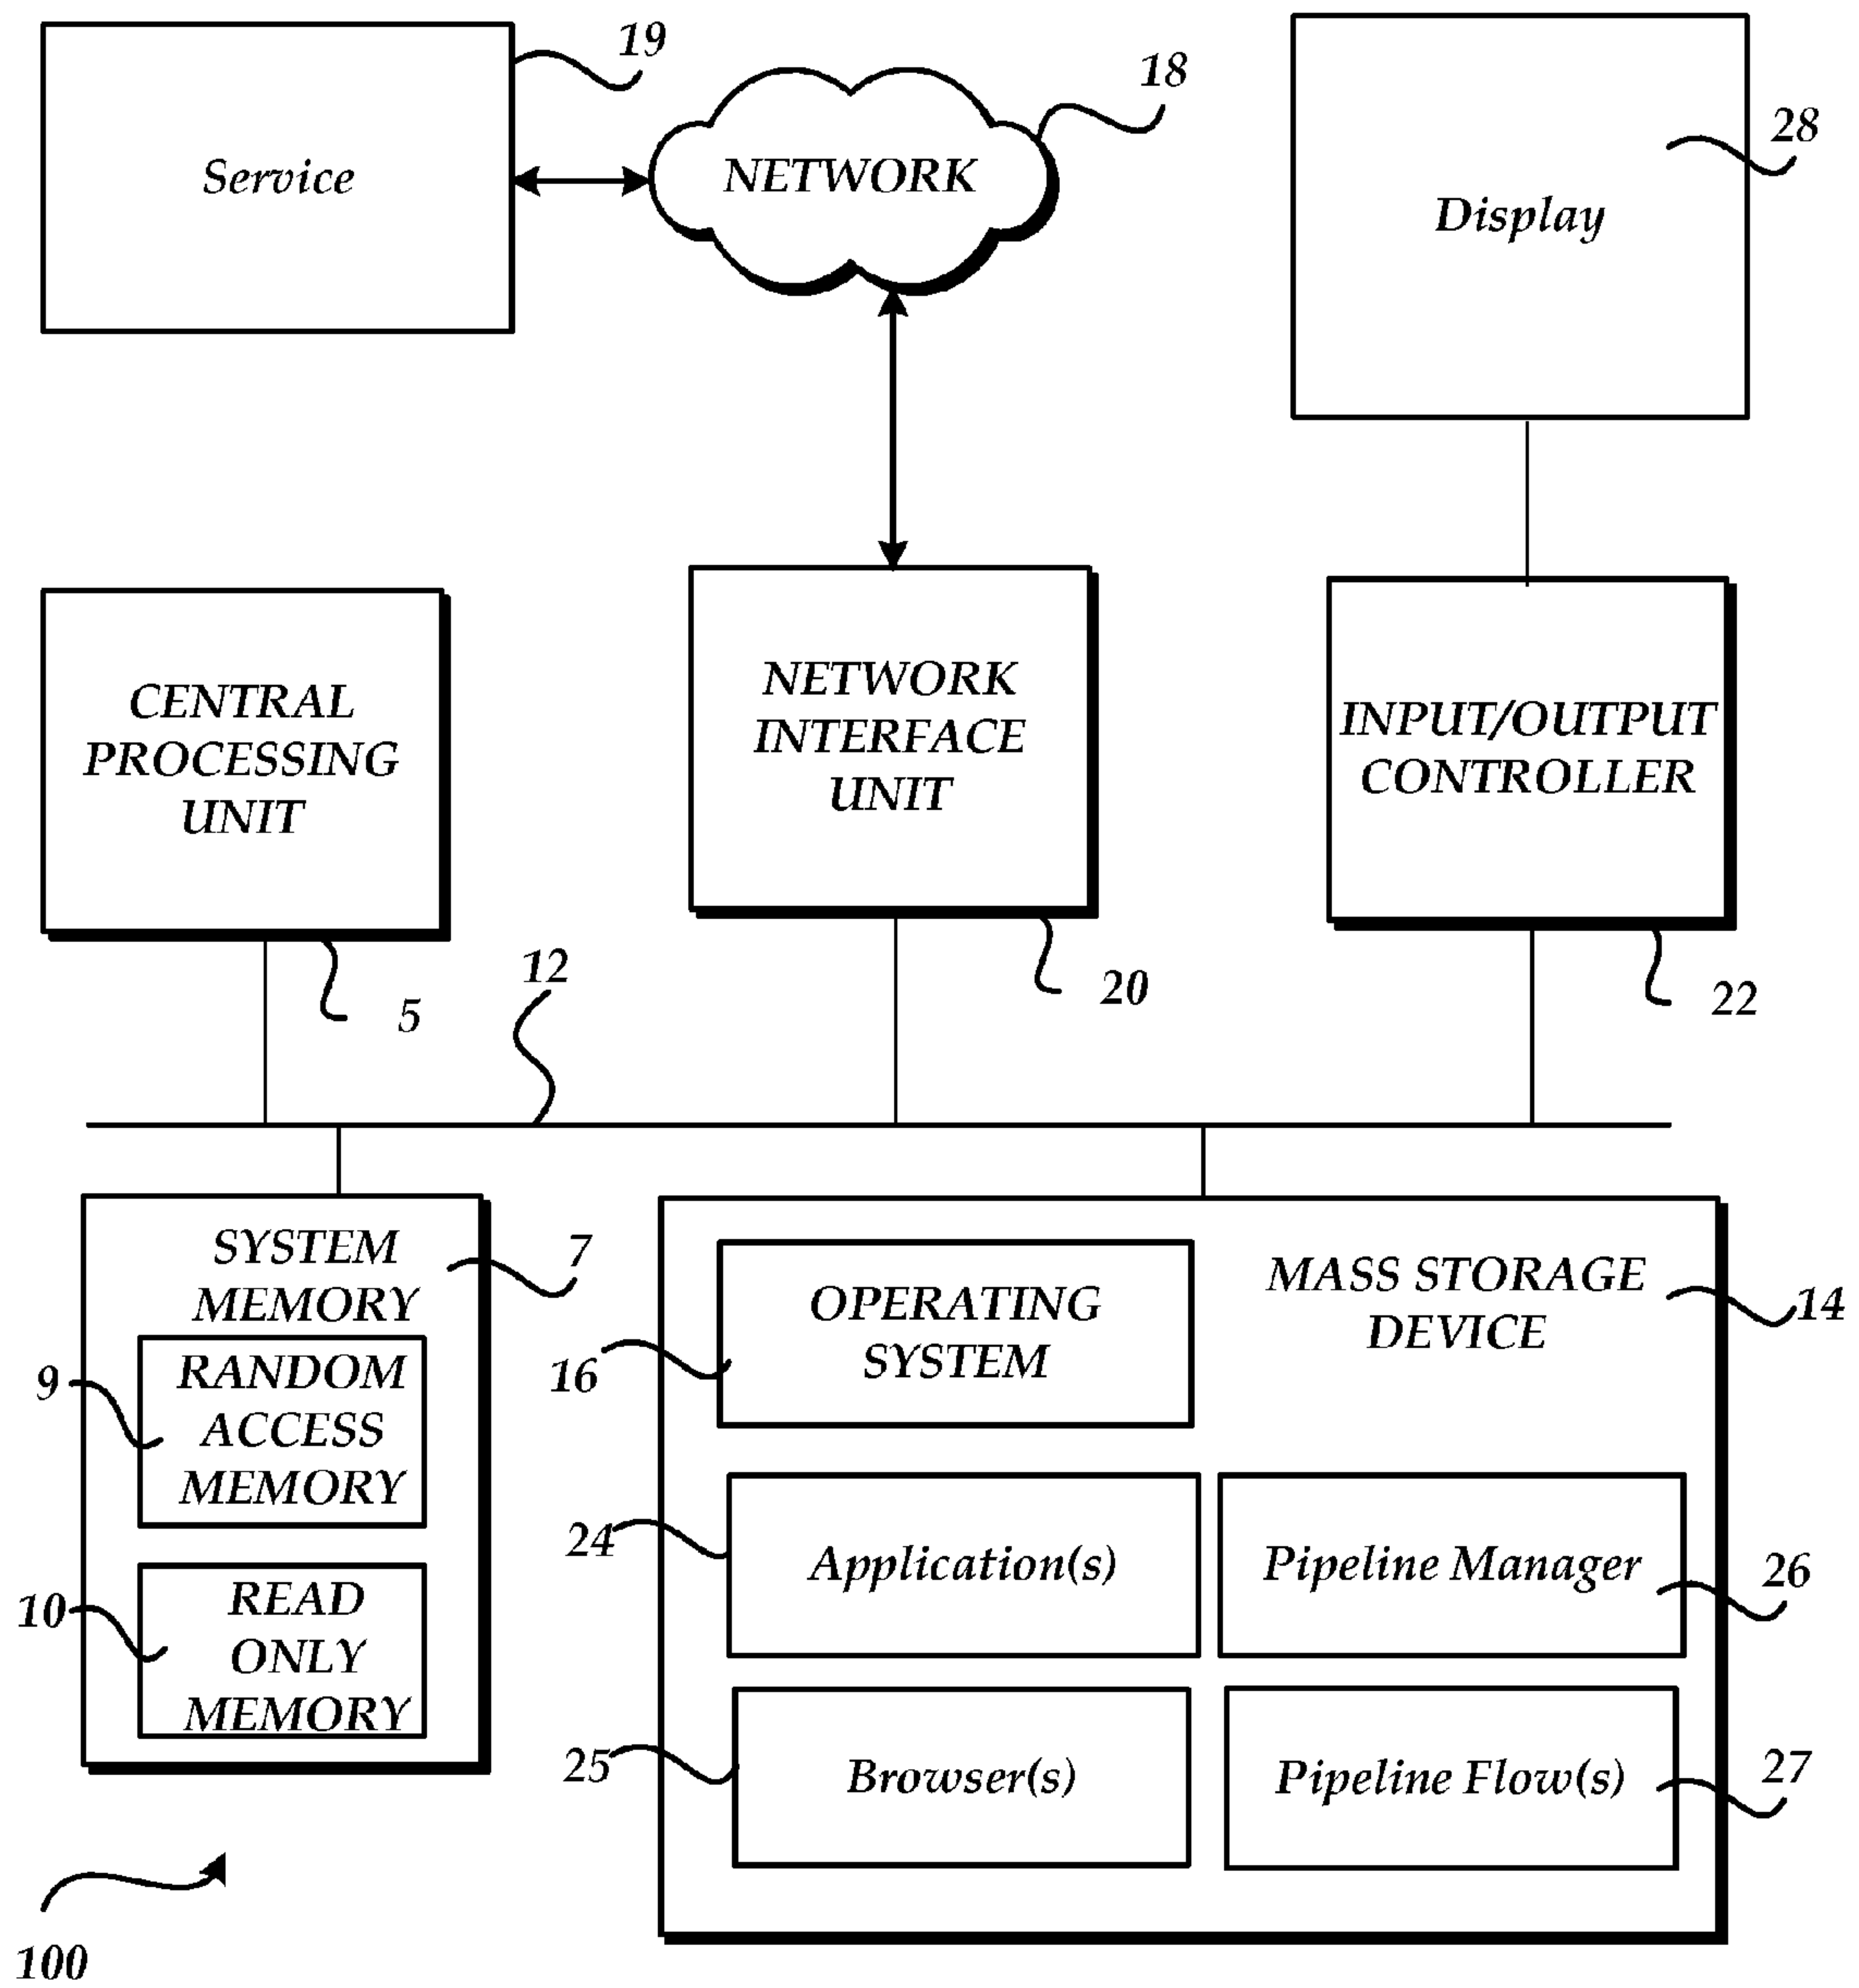 19
18
28
Service
NETWORK
Display
CENTRAL
PROCESSING
UNIT
NETWORK
INTERFACE
UNIT
INPUT/OUTPUT
CONTROLLER
12
5
20
22
SYSTEM
MEMORY
7
RANDOM
ACCESS
MEMORY
9
READ
ONLY
MEMORY
10
OPERATING
SYSTEM
16
MASS STORAGE
DEVICE
14
24
Application(s)
Pipeline Manager
26
25
Browser(s)
Pipeline Flow(s)
27
100